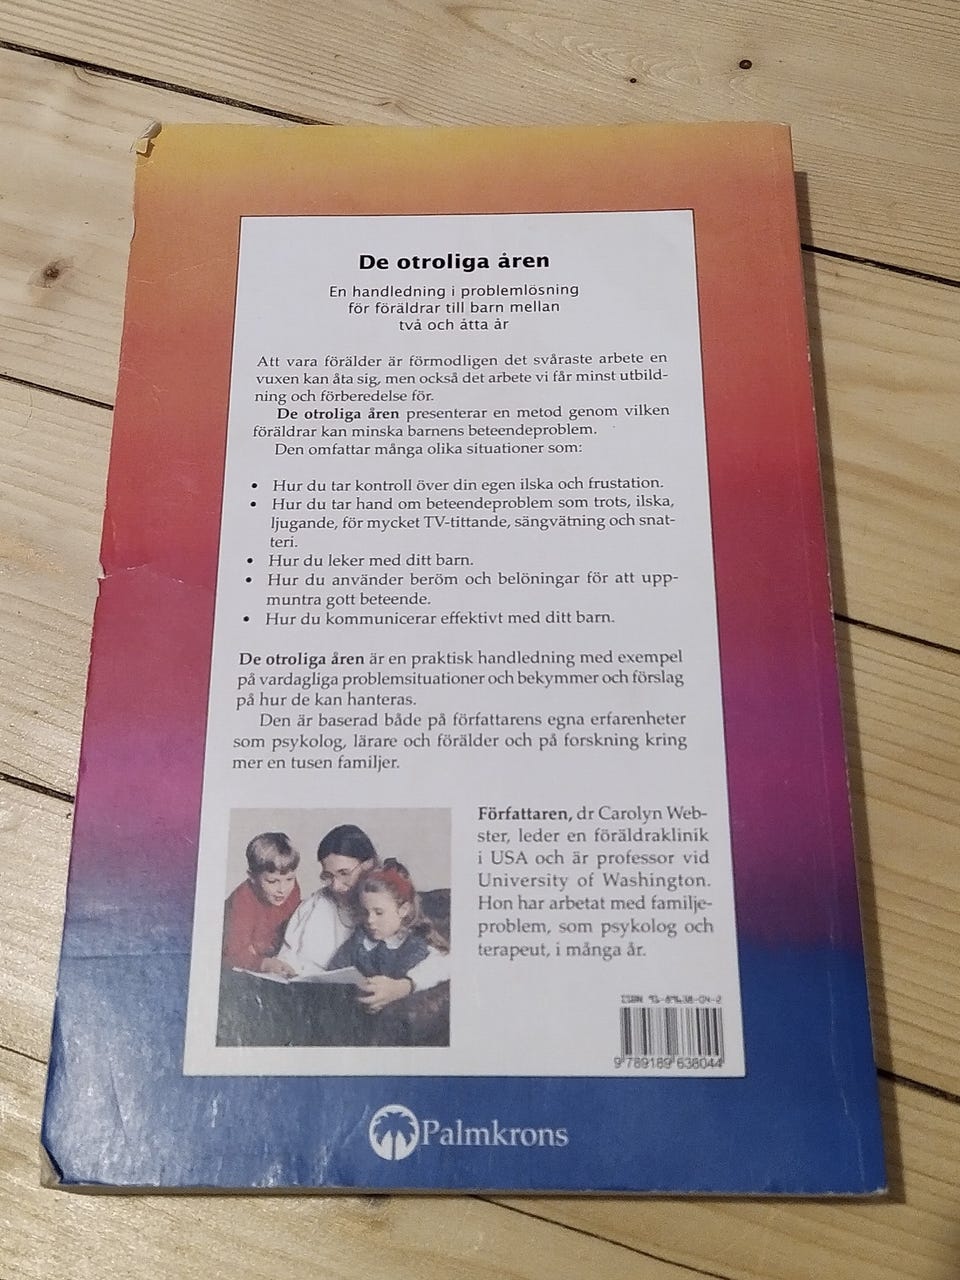 De otroliga åren
En handledning i problemlösning
för föräldrar till barn mellan
två och åtta år
Att vara förälder är förmodligen det svåraste arbete en
vuxen kan åta sig, men också det arbete vi får minst utbild-
ning och förberedelse för.
De otroliga åren presenterar en metod genom vilken
föräldrar kan minska barnens beteendeproblem.
Den omfattar många olika situationer som:
• Hur du tar kontroll över din egen ilska och frustation.
• Hur du tar hand om beteendeproblem som trots, ilska,
ljugande, för mycket TV-tittande, sängvätning och snat-
teri.
• Hur du leker med ditt barn.
• Hur du använder beröm och belöningar för att upp-
muntra gott beteende.
• Hur du kommunicerar effektivt med ditt barn.
De otroliga åren är en praktisk handledning med exempel
på vardagliga problemsituationer och bekymmer och förslag
på hur de kan hanteras.
Den är baserad både på författarens egna erfarenheter
som psykolog, lärare och förälder och på forskning kring
mer en tusen familjer.
Författaren, dr Carolyn Web-
ster, leder en föräldraklinik
i USA och är professor vid
University of Washington.
Hon har arbetat med familje-
problem, som psykolog och
terapeut, i många år.
ISBN 91-89638-04-2
9 789189 638044
Palmkrons